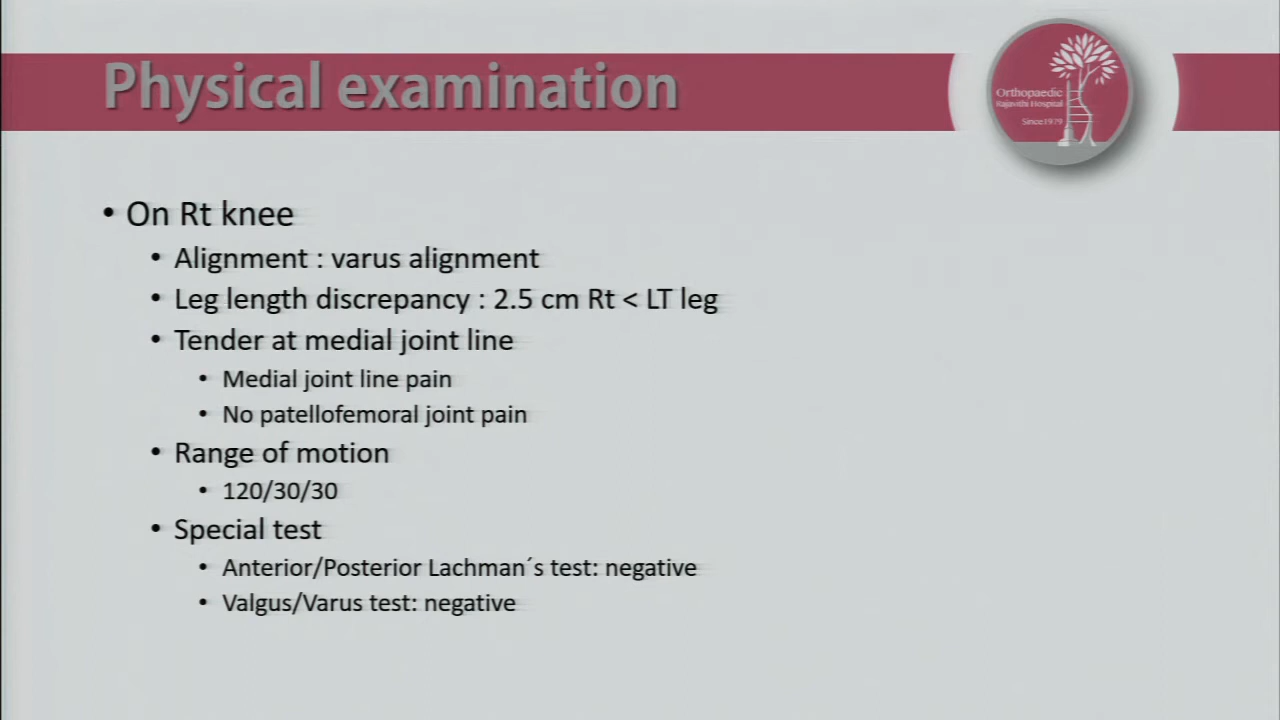 Physical examination
Orthopaedic
Rajavithi Hospital
Since1979
• On Rt knee
• Alignment : varus alignment
• Leg length discrepancy : 2.5 cm Rt < LT leg
• Tender at medial joint line
• Medial joint line pain
• No patellofemoral joint pain
• Range of motion
• 120/30/30
• Special test
• Anterior/Posterior Lachman´s test: negative
• Valgus/Varus test: negative